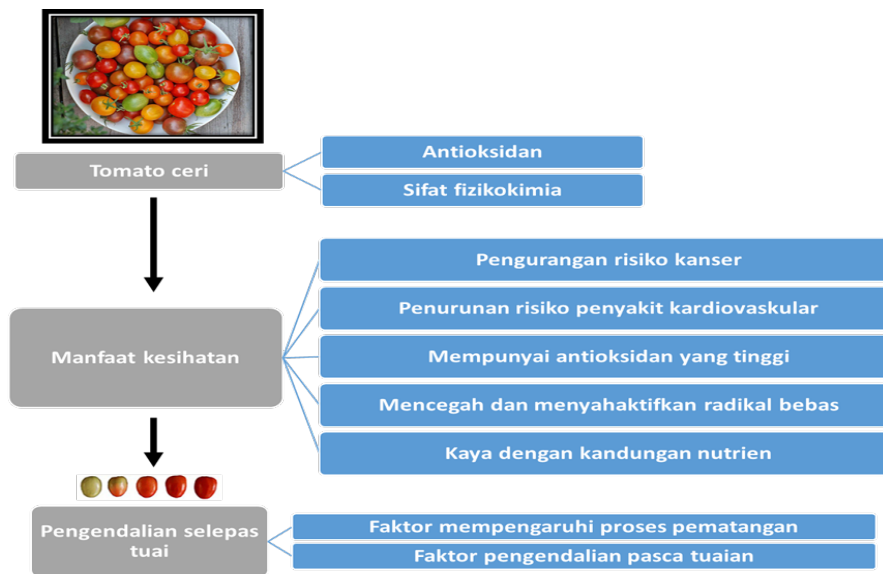 Tomato ceri
Antioksidan
Sifat fizikokimia
Manfaat kesihatan
Pengurangan risiko kanser
Penurunan risiko penyakit kardiovaskular
Mempunyai antioksidan yang tinggi
Mencegah dan menyahaktifkan radikal bebas
Kaya dengan kandungan nutrien
Pengendalian selepas
tuai
Faktor mempengaruhi proses pematangan
Faktor pengendalian pasca tuaian